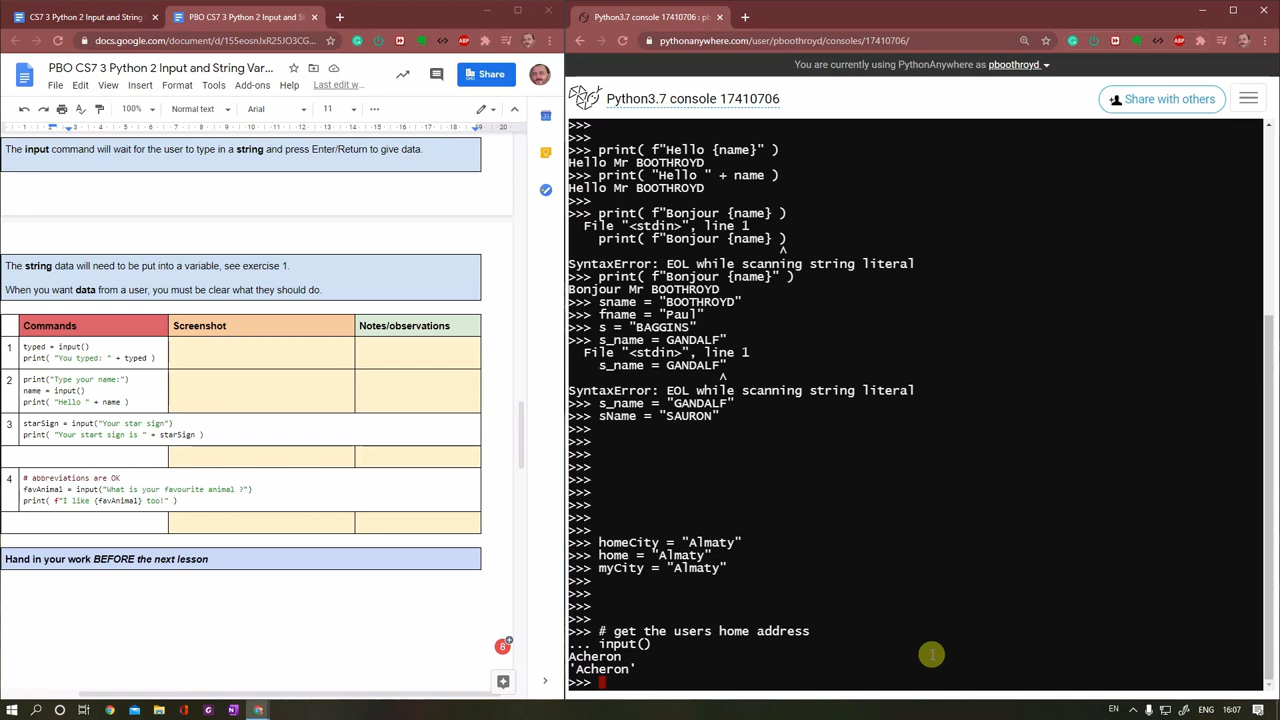 CS7 3 Python 1 Input and String
PBO CS7 3 Python 2 Input and St
docs.google.com/document/d/155eosnJxR25JO3CG...
PBO CS7 3 Python 2 Input and String Var...
File Edit View Insert Format Tools Add-ons Help Last edit w...
Share
100% Normal text Arial 11
The input command will wait for the user to type in a string and press Enter/Return to give data.
The string data will need to be put into a variable, see exercise 1.
When you want data from a user, you must be clear what they should do.
Commands Screenshot Notes/observations
1 typed = input()
print( "You typed: " + typed )
2 print("Type your name:")
name = input()
print( "Hello " + name )
3 starSign = input("Your star sign")
print( "Your start sign is " + starSign )
4 # abbreviations are OK
favAnimal = input("What is your favourite animal ?")
print( f"I like {favAnimal} too!" )
Hand in your work BEFORE the next lesson
8
Python3.7 console 17410706 : pb
pythonanywhere.com/user/pboothroyd/consoles/17410706/
You are currently using PythonAnywhere as pboothroyd
Python3.7 console 17410706
Share with others
>>>
>>>
>>> print( f"Hello {name}" )
Hello Mr BOOTHROYD
>>> print( "Hello " + name )
Hello Mr BOOTHROYD
>>>
>>> print( f"Bonjour {name} )
File "<stdin>", line 1
print( f"Bonjour {name} )
^
SyntaxError: EOL while scanning string literal
>>> print( f"Bonjour {name}" )
Bonjour Mr BOOTHROYD
>>> sname = "BOOTHROYD"
>>> fname = "Paul"
>>> s = "BAGGINS"
>>> s_name = GANDALF"
File "<stdin>", line 1
s_name = GANDALF"
^
SyntaxError: EOL while scanning string literal
>>> s_name = "GANDALF"
>>> sName = "SAURON"
>>>
>>>
>>>
>>>
>>>
>>>
>>>
>>>
>>>
>>> homeCity = "Almaty"
>>> home = "Almaty"
>>> myCity = "Almaty"
>>>
>>>
>>>
>>>
>>> # get the users home address
... input()
Acheron
'Acheron'
>>>
EN ENG 16:07